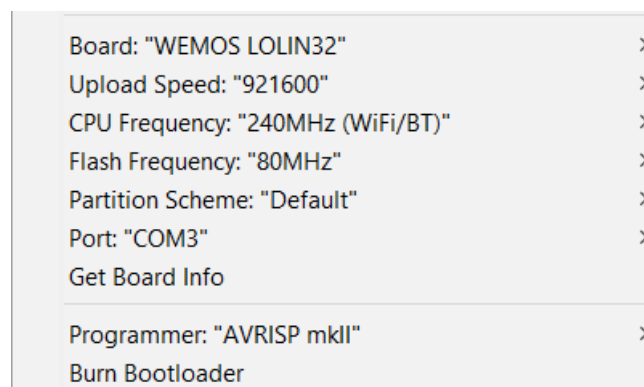 Board: "WEMOS LOLIN32"
Upload Speed: "921600"
CPU Frequency: "240MHz (WiFi/BT)"
Flash Frequency: "80MHz"
Partition Scheme: "Default"
Port: "COM3"
Get Board Info
Programmer: "AVRISP mkII"
Burn Bootloader